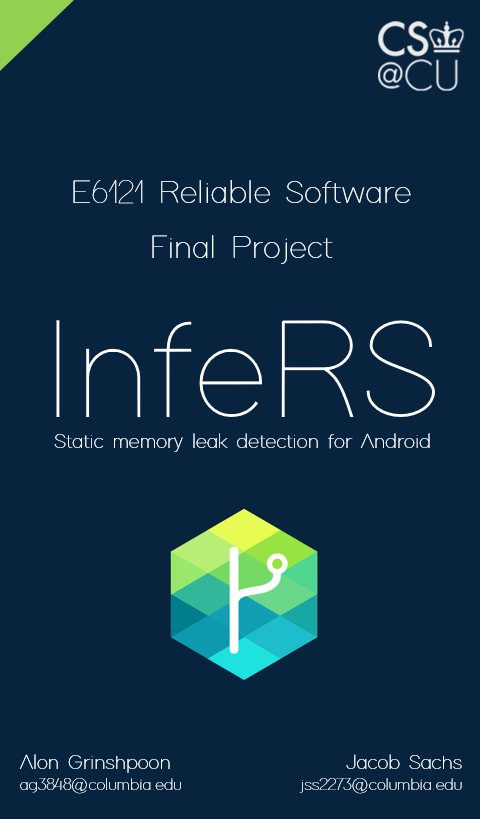 CS
@CU
E6121 Reliable Software
Final Project
InfeRS
Static memory leak detection for Android
Alon Grinshpoon
ag3848@columbia.edu
Jacob Sachs
jss2273@columbia.edu